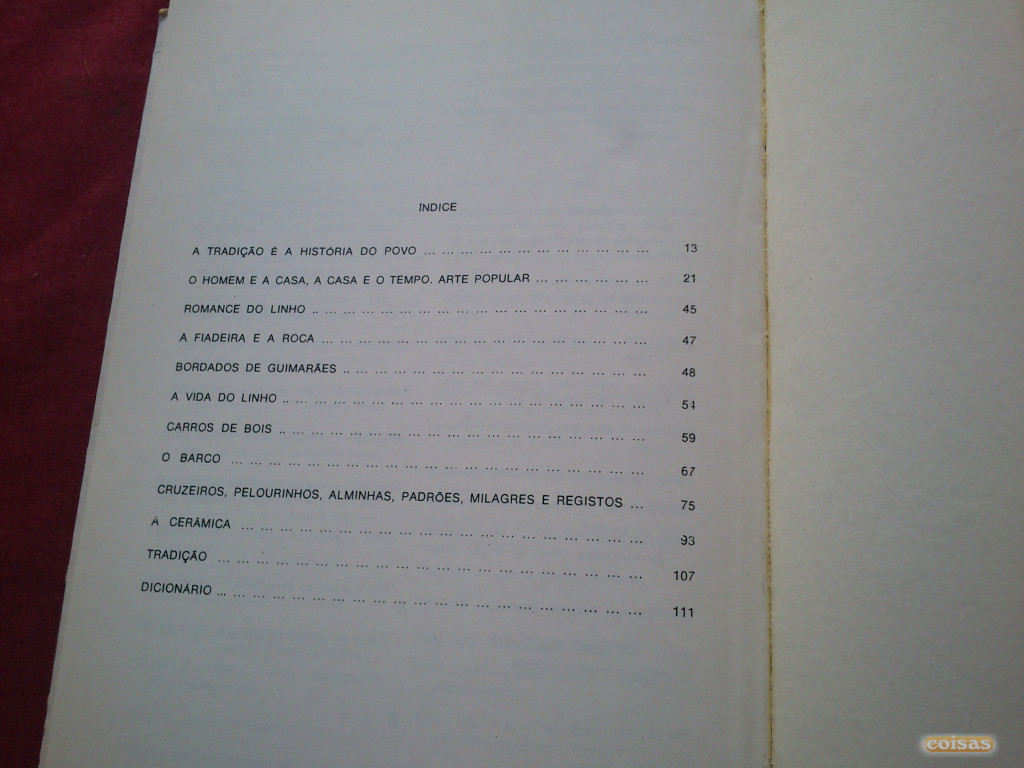 ÍNDICE
A TRADIÇÃO É A HISTÓRIA DO POVO ... ... ... ... ... ... ... ... ... ... ... ... 13
O HOMEM E A CASA, A CASA E O TEMPO. ARTE POPULAR ... ... ... ... ... ... 21
ROMANCE DO LINHO .. ... ... ... ... ... ... ... ... ... ... ... ... ... ... ... ... 45
A FIADEIRA E A ROCA ... ... ... ... ... ... ... ... ... ... ... ... ... ... ... ... ... 47
BORDADOS DE GUIMARÃES .. ... ... ... ... ... ... ... ... ... ... ... ... ... ... ... 48
A VIDA DO LINHO .. ... ... ... ... ... ... ... ... ... ... ... ... ... ... ... ... ... ... 51
CARROS DE BOIS .. ... ... ... ... ... ... ... ... ... ... ... ... ... ... ... ... ... ... 59
O BARCO ... ... ... ... ... ... ... ... ... ... ... ... ... ... ... ... ... ... ... ... ... 67
CRUZEIROS, PELOURINHOS, ALMINHAS, PADRÕES, MILAGRES E REGISTOS ... 75
A CERÂMICA ... ... ... ... ... ... ... ... ... ... ... ... ... ... ... ... ... ... ... ... 93
TRADIÇÃO ... ... ... ... ... ... ... ... ... ... ... ... ... ... ... ... ... ... ... ... ... 107
DICIONÁRIO ... ... ... ... ... ... ... ... ... ... ... ... ... ... ... ... ... ... ... ... ... 111
coisas